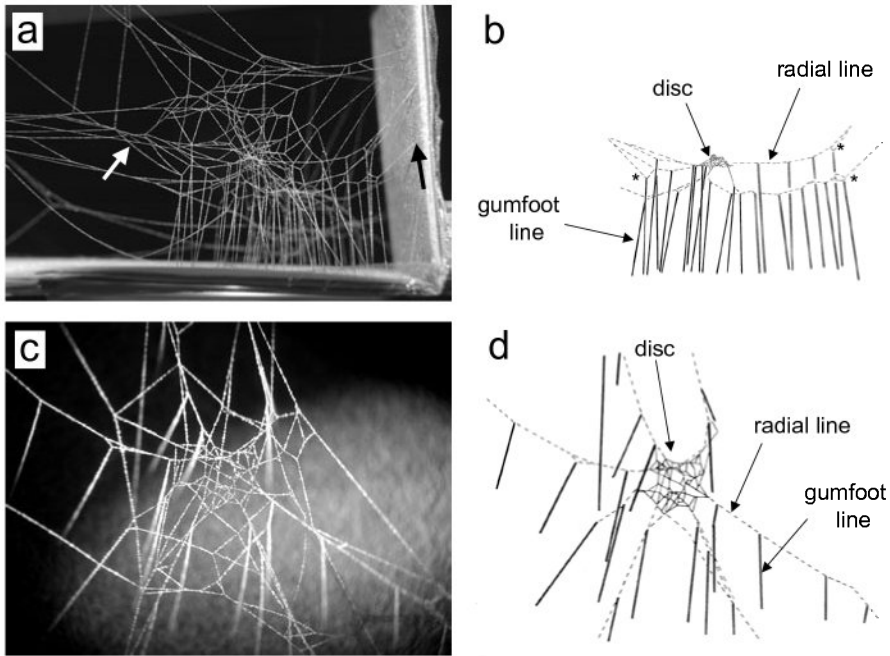 a
b
radial line
disc
*
*
*
gumfoot
line
c
d
disc
radial line
gumfoot
line